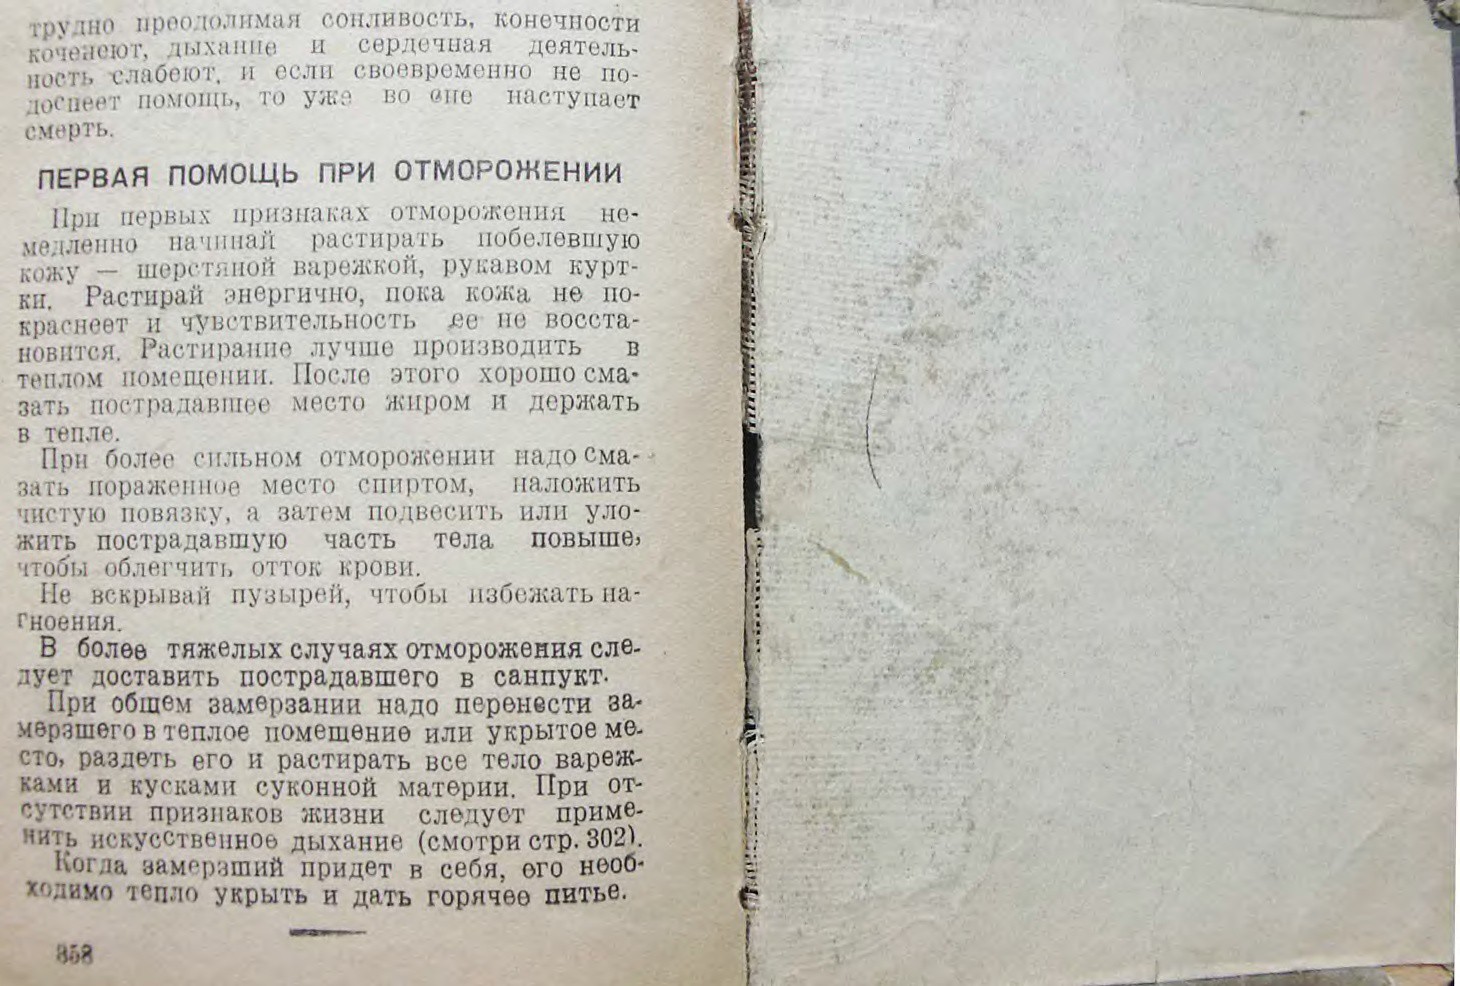 трудно преодолимая сонливость, конечности
коченеют, дыхание и сердечная деятель-
ность слабеют, и если своевременно не по-
доспеет помощь, то уже во сне наступает
смерть.
ПЕРВАЯ ПОМОЩЬ ПРИ ОТМОРОЖЕНИИ
При первых признаках отморожения не-
медленно начинай растирать побелевшую
кожу — шерстяной варежкой, рукавом курт-
ки. Растирай энергично, пока кожа не по-
краснеет и чувствительность ее не восста-
новится. Растирание лучше производить в
теплом помещении. После этого хорошо сма-
зать пострадавшее место жиром и держать
в тепле.
При более сильном отморожении надо сма-
зать пораженное место спиртом, наложить
чистую повязку, а затем подвесить или уло-
жить пострадавшую часть тела повыше,
чтобы облегчить отток крови.
Не вскрывай пузырей, чтобы избежать на-
гноения.
В более тяжелых случаях отморожения сле-
дует доставить пострадавшего в санпукт.
При общем замерзании надо перенести за-
мерзшего в теплое помещение или укрытое ме-
сто, раздеть его и растирать все тело вареж-
ками и кусками суконной материи. При от-
сутствии признаков жизни следует приме-
нить искусственное дыхание (смотри стр. 302).
Когда замерзший придет в себя, его необ-
ходимо тепло укрыть и дать горячее питье.
358